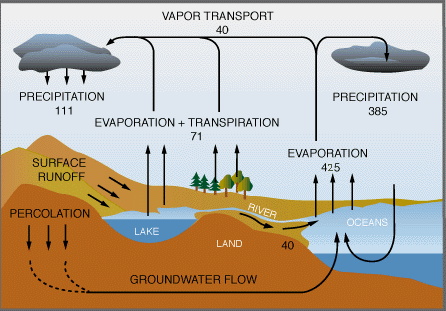 VAPOR TRANSPORT
40
PRECIPITATION
111
PRECIPITATION
385
EVAPORATION + TRANSPIRATION
71
EVAPORATION
425
SURFACE
RUNOFF
PERCOLATION
RIVER
OCEANS
LAKE
LAND
40
GROUNDWATER FLOW